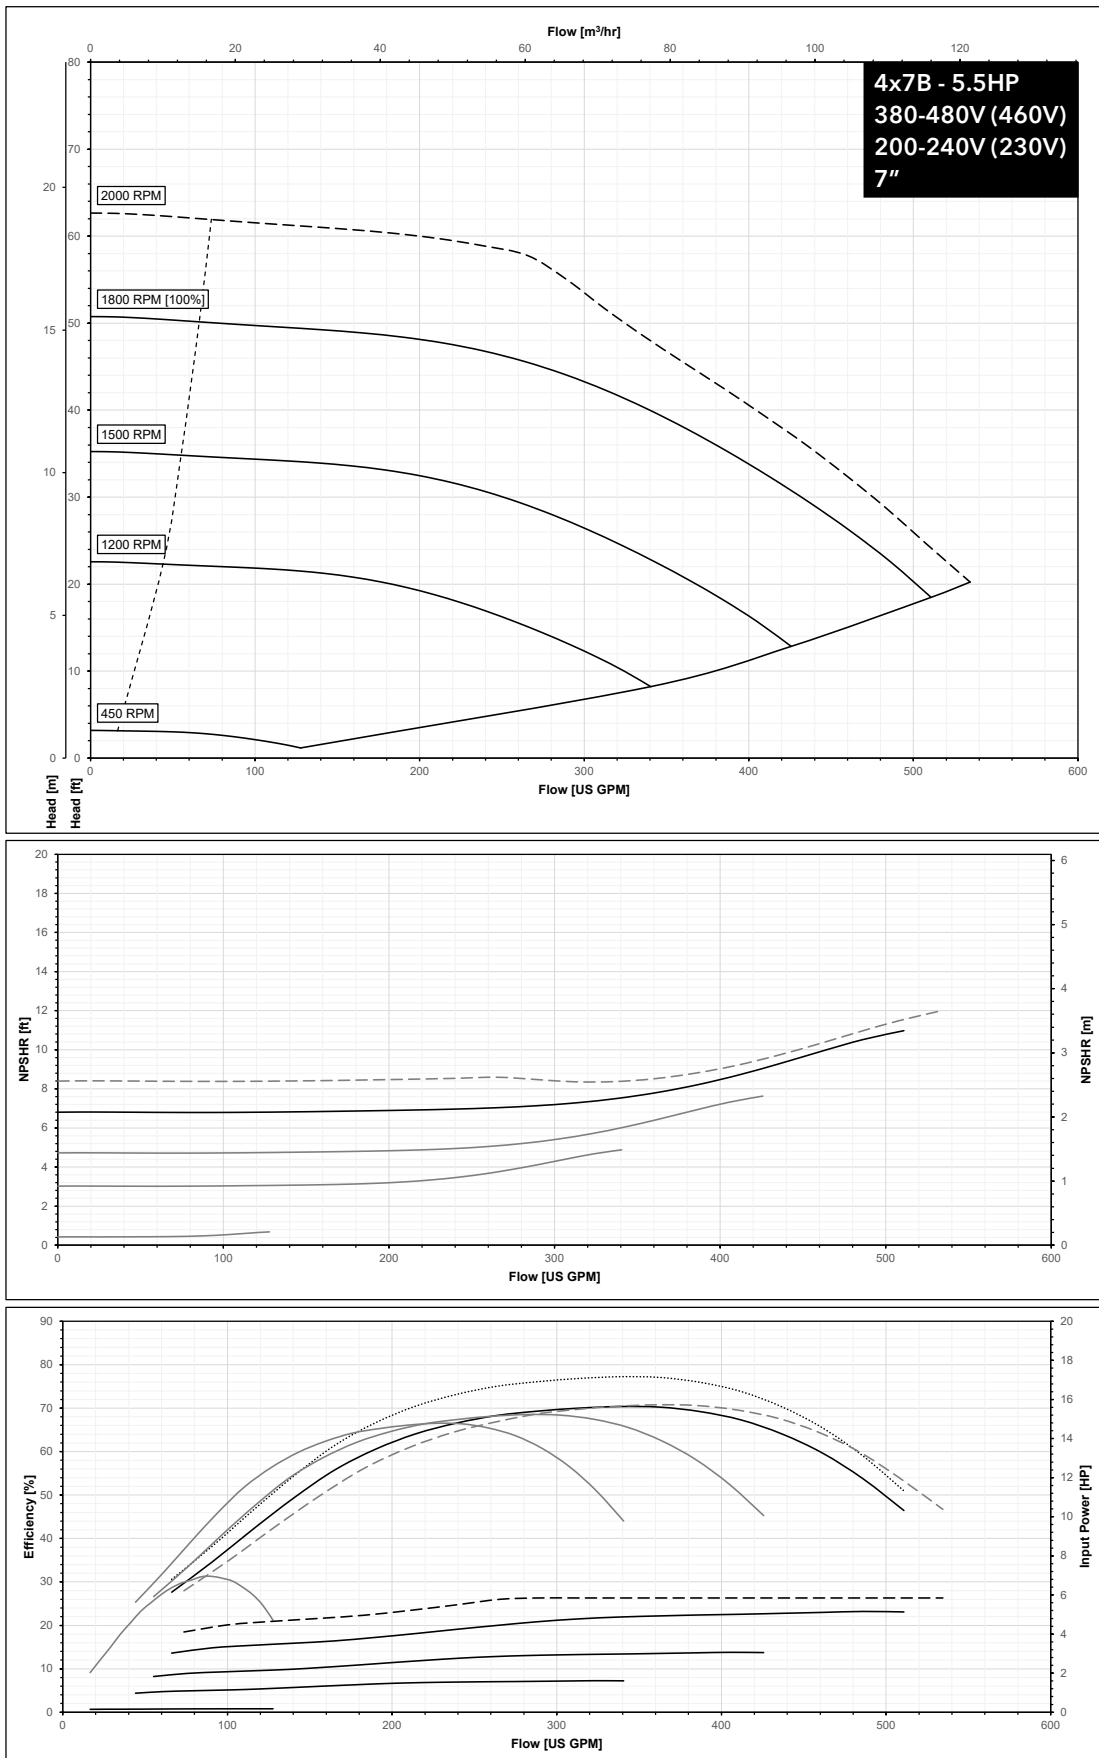 Flow [m³/hr]
0 20 40 60 80 100 120
4x7B - 5.5HP
380-480V (460V)
200-240V (230V)
7"
80
70
60
50
40
30
20
10
0
20
15
10
5
0
2000 RPM
1800 RPM [100%]
1500 RPM
1200 RPM
450 RPM
0 100 200 300 400 500 600
Flow [US GPM]
Head [m]
Head [ft]
20
18
16
14
12
10
8
6
4
2
0
NPSHR [ft]
6
5
4
3
2
1
0
NPSHR [m]
0 100 200 300 400 500 600
Flow [US GPM]
90
80
70
60
50
40
30
20
10
0
Efficiency [%]
20
18
16
14
12
10
8
6
4
2
0
Input Power [HP]
0 100 200 300 400 500 600
Flow [US GPM]